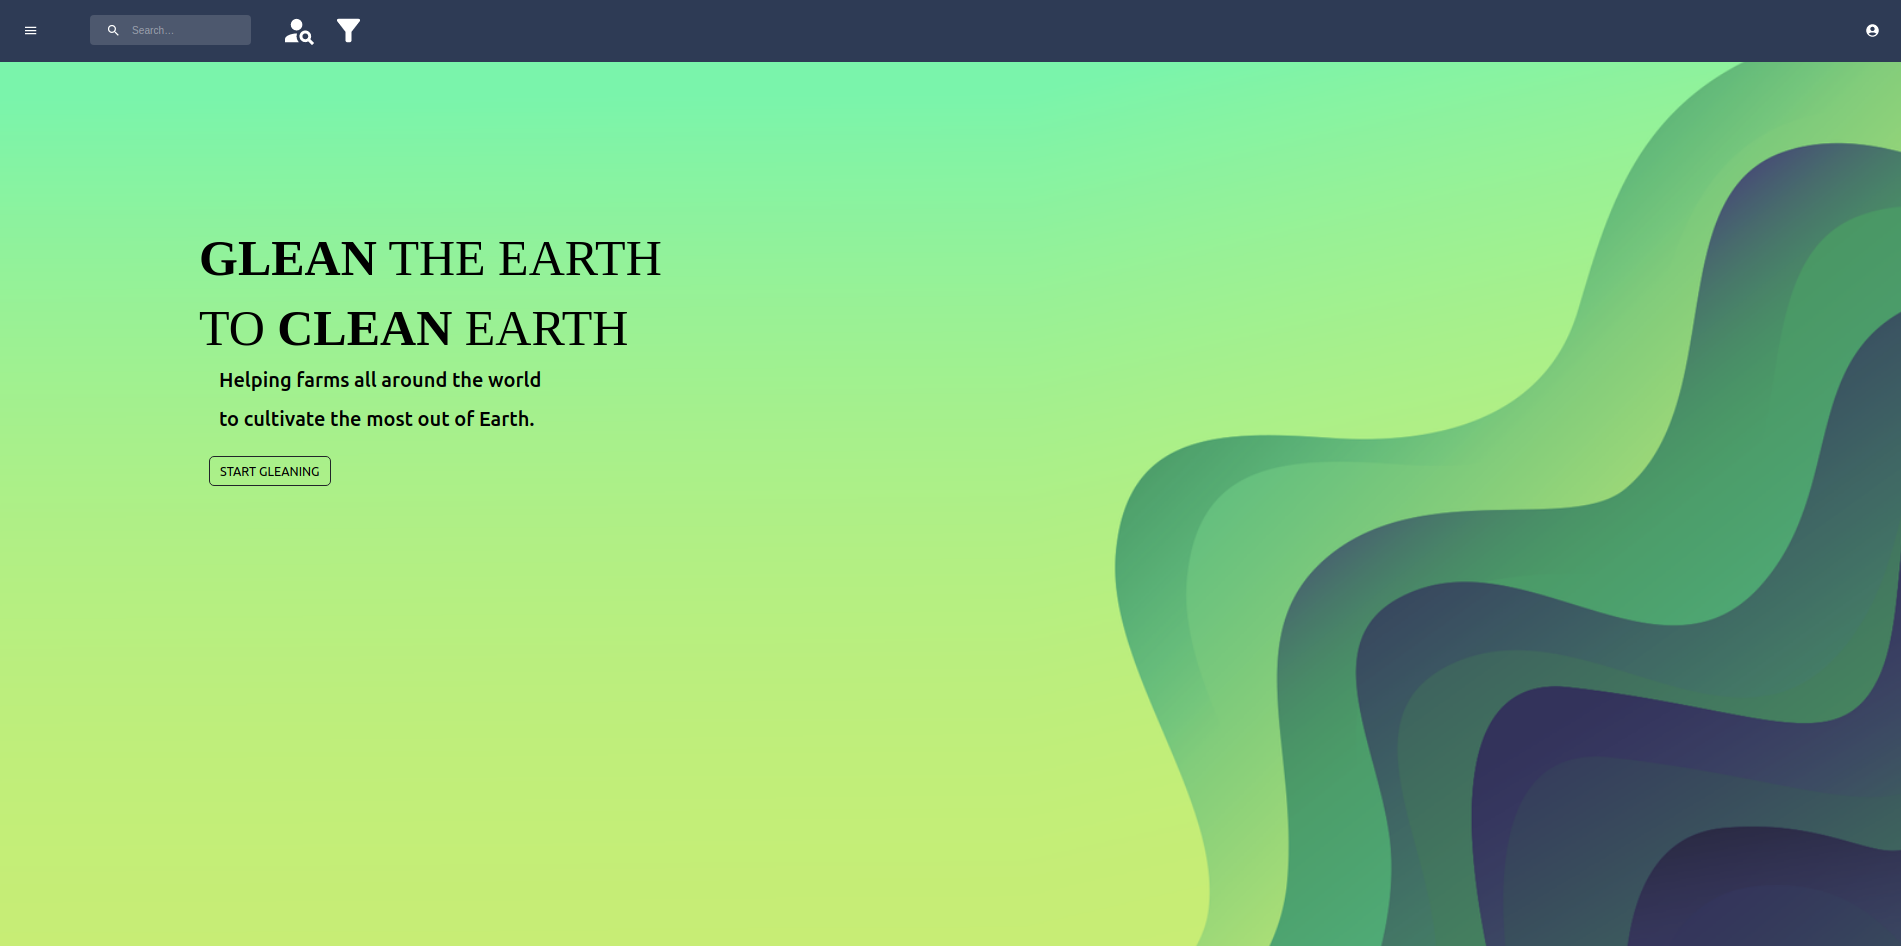 Search...
GLEAN THE EARTH
TO CLEAN EARTH
Helping farms all around the world
to cultivate the most out of Earth.
START GLEANING